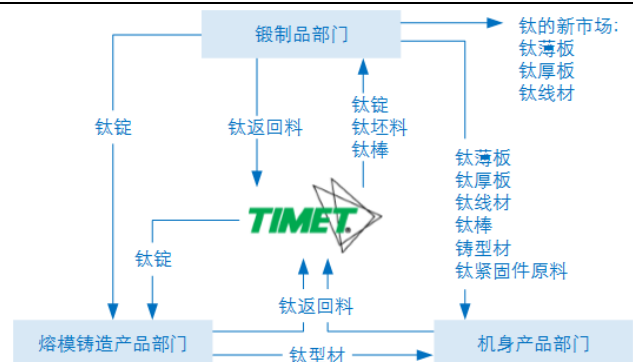 锻制品部门
钛的新市场:
钛薄板
钛厚板
钛线材
钛锭
钛返回料
钛锭
钛坯料
钛棒
钛薄板
钛厚板
钛线材
钛棒
铸型材
钛紧固件原料
TIMET
钛锭
钛返回料
熔模铸造产品部门
钛型材
机身产品部门